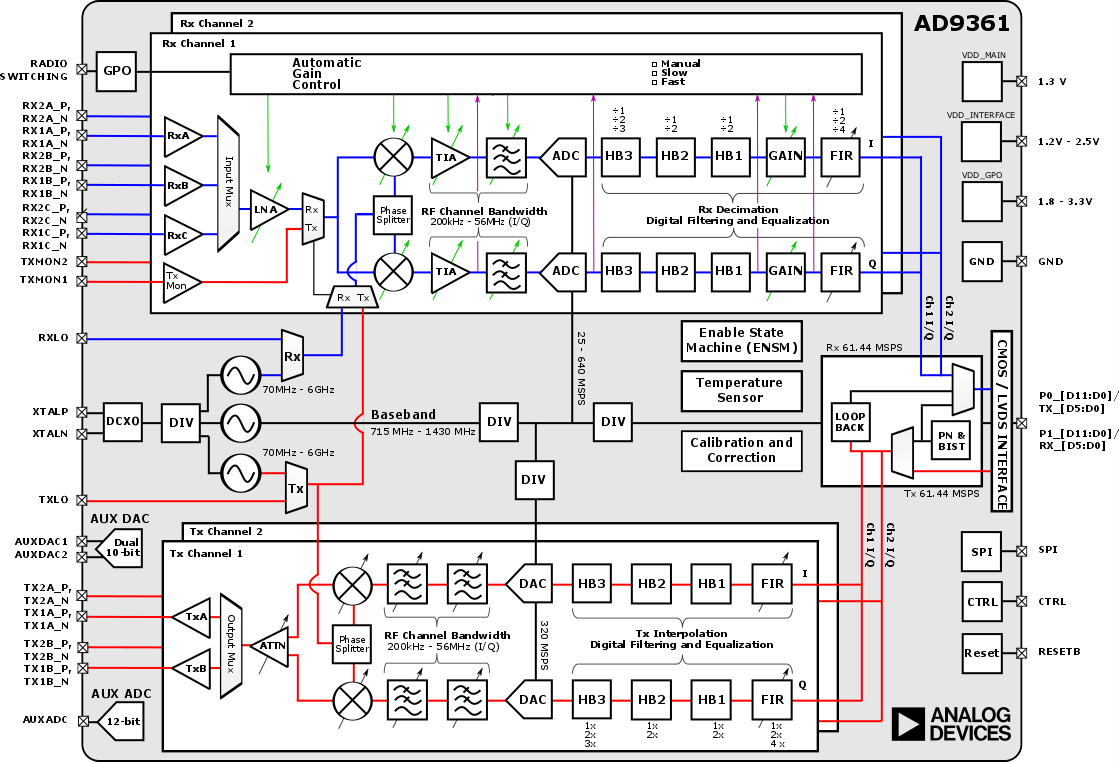 AD9361
Rx Channel 2
Rx Channel 1
RADIO
SWITCHING
GPO
Automatic
Gain
Control
Manual
Slow
Fast
VDD_MAIN
1.3 V
VDD_INTERFACE
1.2V - 2.5V
VDD_GPO
1.8 - 3.3V
GND
GND
RX2A_P,
RX2A_N
RX1A_P,
RX1A_N
RX2B_P,
RX2B_N
RX1B_P,
RX1B_N
RX2C_P,
RX2C_N
RX1C_P,
RX1C_N
TXMON2
TXMON1
RxA
RxB
RxC
Tx
Mon
Input Mux
LNA
Rx
Tx
Phase
Splitter
Rx Tx
TIA
RF Channel Bandwidth
200kHz - 56MHz (I/Q)
TIA
ADC
ADC
÷1
÷2
÷3
÷1
÷2
÷1
÷2
÷1
÷2
÷4
HB3
HB2
HB1
GAIN
FIR
I
Rx Decimation
Digital Filtering and Equalization
HB3
HB2
HB1
GAIN
FIR
Q
Ch1 I/Q
Ch2 I/Q
RXLO
Rx
70MHz - 6GHz
XTALP
XTALN
DCXO
DIV
Baseband
715 MHz - 1430 MHz
DIV
DIV
DIV
25 - 640 MSPS
70MHz - 6GHz
Tx
TXLO
Enable State
Machine (ENSM)
Temperature
Sensor
Calibration and
Correction
Rx 61.44 MSPS
LOOP
BACK
PN &
BIST
Tx 61.44 MSPS
CMOS / LVDS INTERFACE
P0_[D11:D0]/
TX_[D5:D0]
P1_[D11:D0]/
RX_[D5:D0]
AUX DAC
AUXDAC1
AUXDAC2
Dual
10-bit
Tx Channel 2
Tx Channel 1
TX2A_P,
TX2A_N
TX1A_P,
TX1A_N
TX2B_P,
TX2B_N
TX1B_P,
TX1B_N
TxA
TxB
Output Mux
ATTN
Phase
Splitter
RF Channel Bandwidth
200kHz - 56MHz (I/Q)
DAC
DAC
320 MSPS
HB3
HB2
HB1
FIR
I
Tx Interpolation
Digital Filtering and Equalization
HB3
HB2
HB1
FIR
Q
1x
2x
3x
1x
2x
1x
2x
1x
2x
4x
Ch1 I/Q
Ch2 I/Q
SPI
SPI
CTRL
CTRL
Reset
RESETB
AUX ADC
AUXADC
12-bit
ANALOG
DEVICES